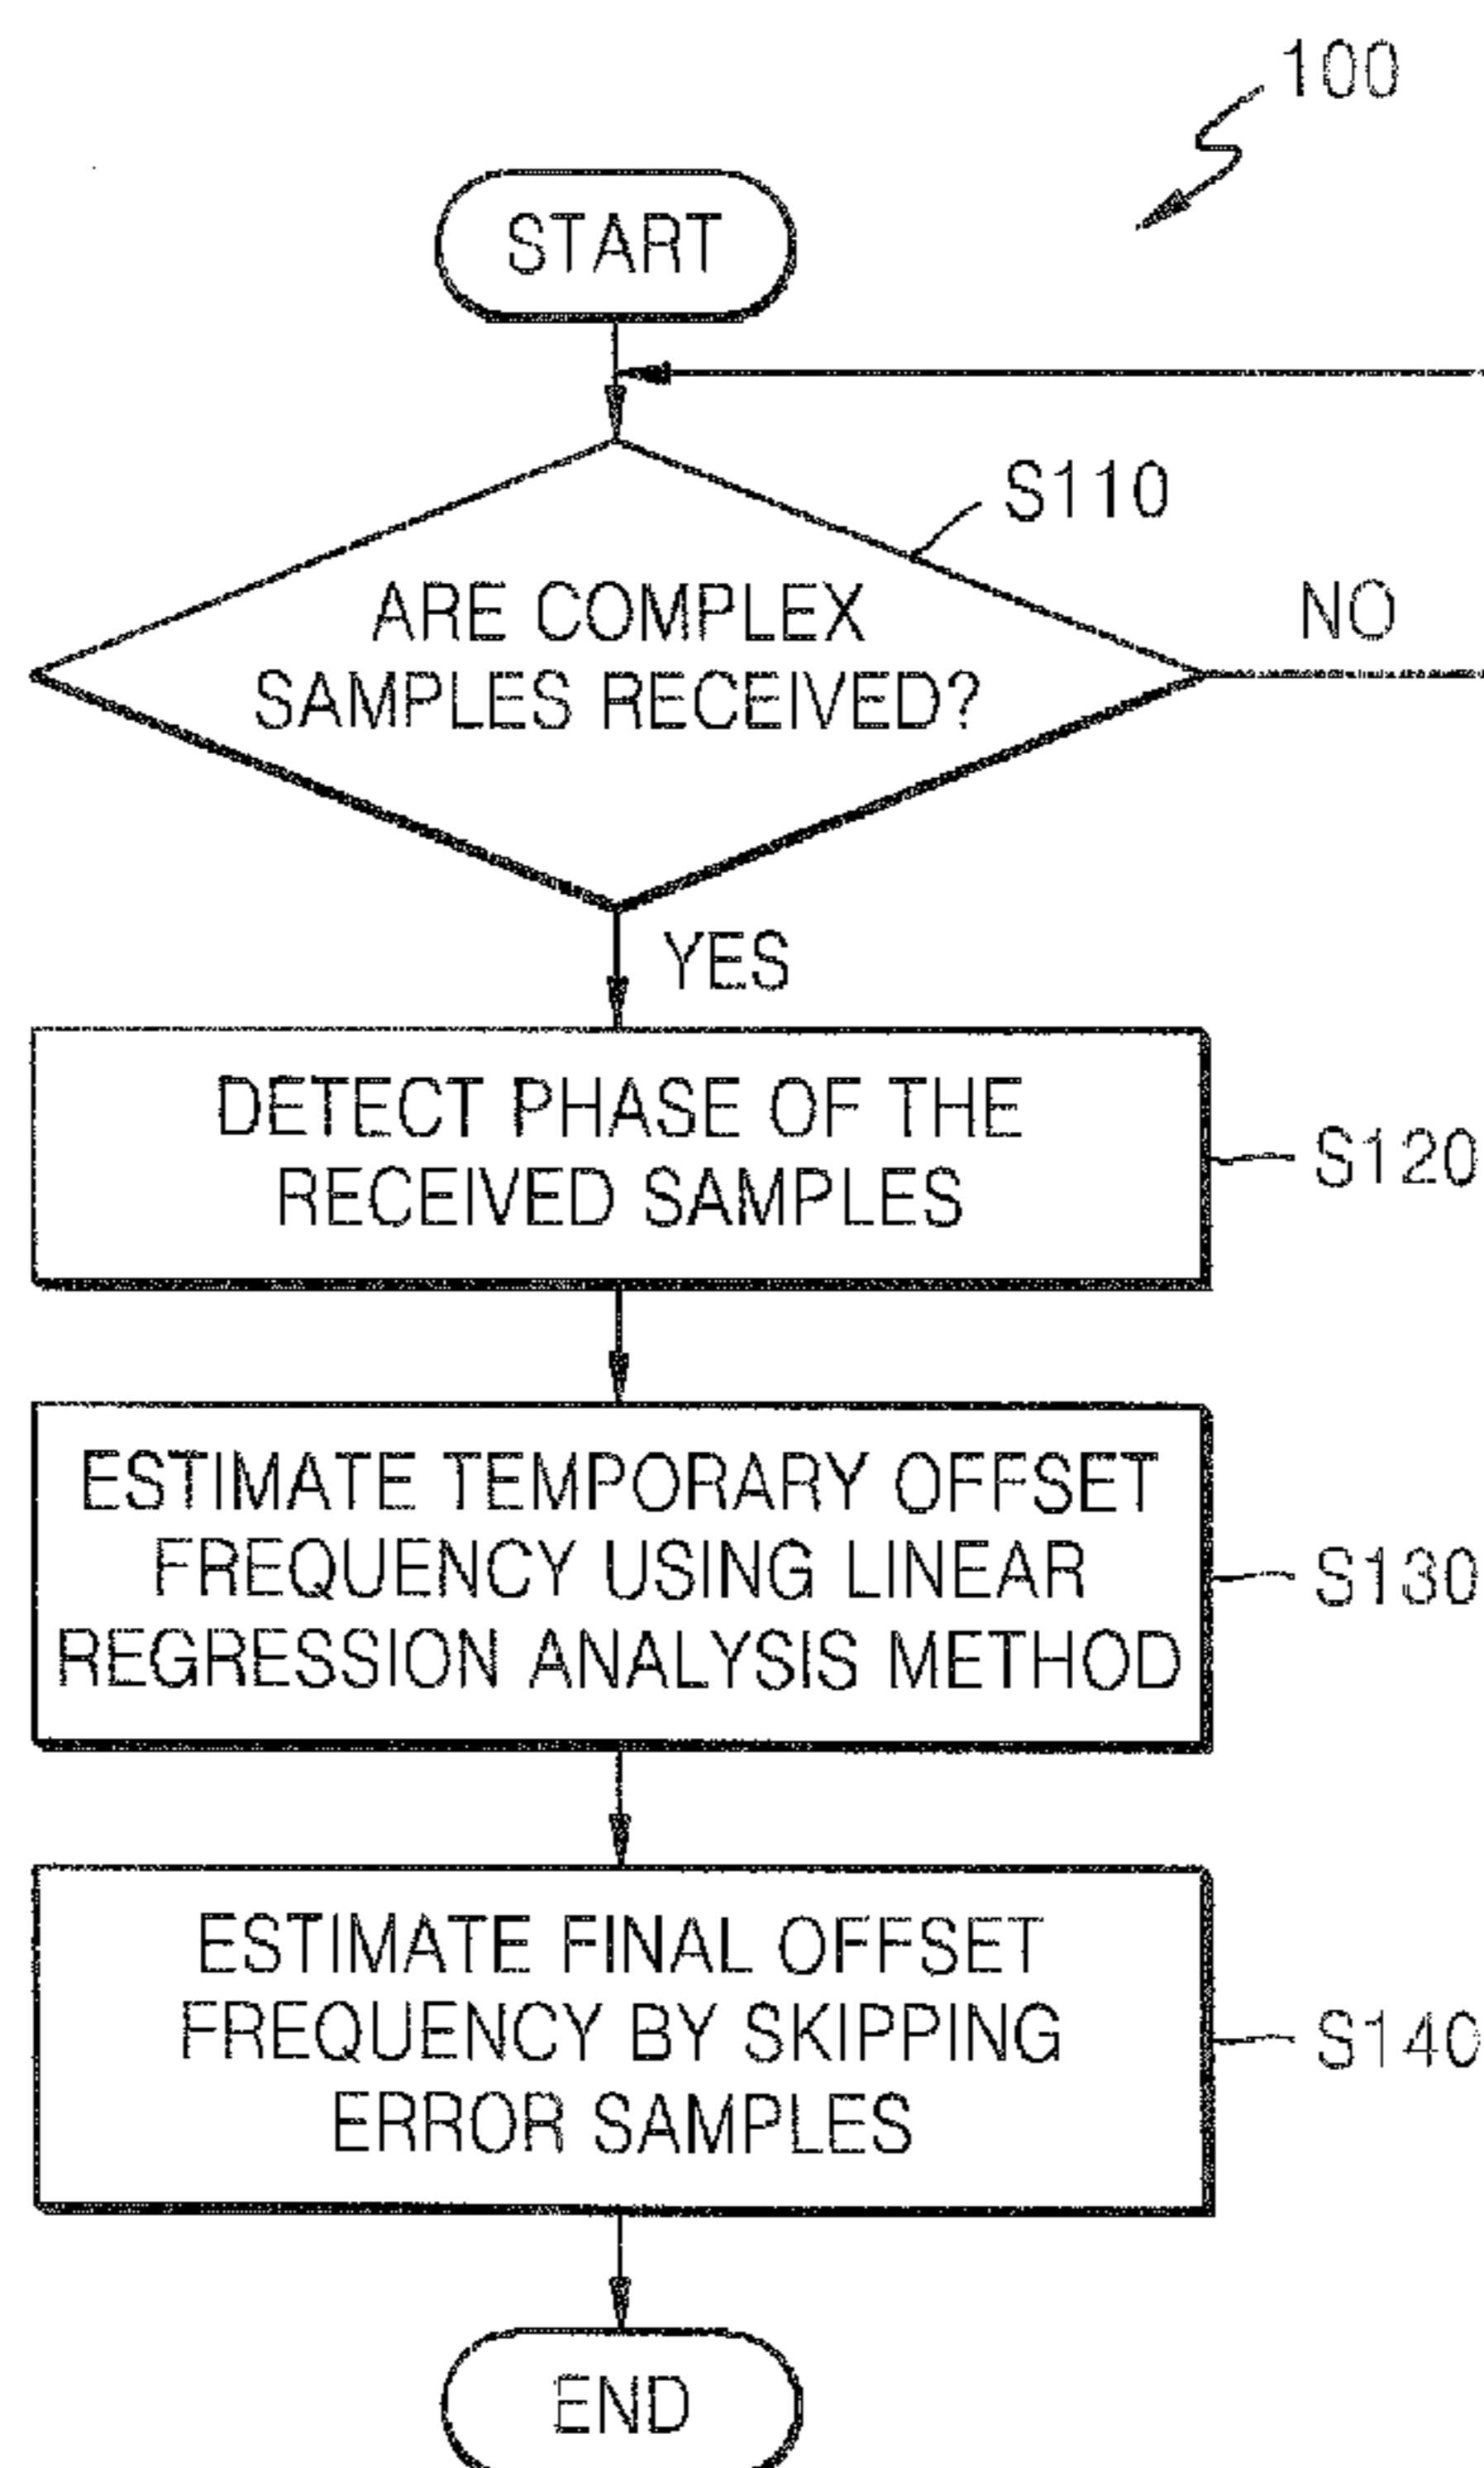 100
START
S110
ARE COMPLEX
SAMPLES RECEIVED?
NO
YES
DETECT PHASE OF THE
RECEIVED SAMPLES
S120
ESTIMATE TEMPORARY OFFSET
FREQUENCY USING LINEAR
REGRESSION ANALYSIS METHOD
S130
ESTIMATE FINAL OFFSET
FREQUENCY BY SKIPPING
ERROR SAMPLES
S140
END